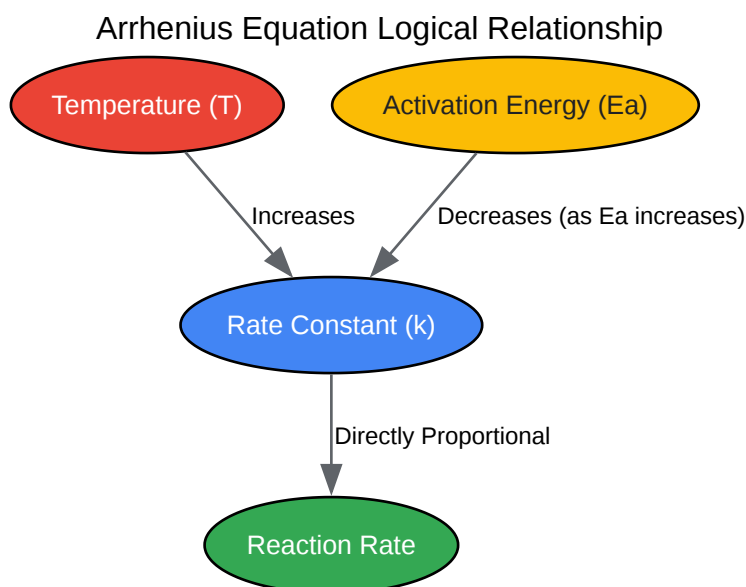 Arrhenius Equation Logical Relationship
Temperature (T)
Activation Energy (Ea)
Increases
Decreases (as Ea increases)
Rate Constant (k)
Directly Proportional
Reaction Rate